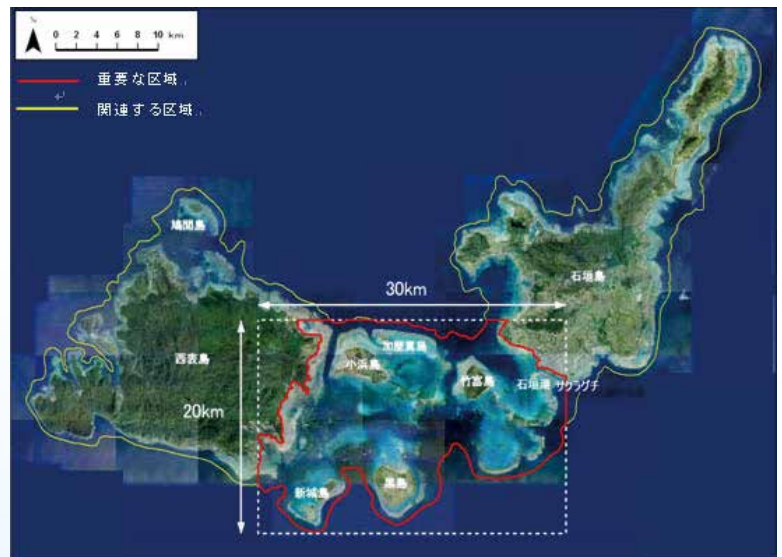 N
0 2 4 6 8 10 km
重要な区域
関連する区域
鳩間島
石垣島
30km
西表島
加屋真島
小浜島
竹富島
石垣港 サクラグチ
20km
新城島
黒島